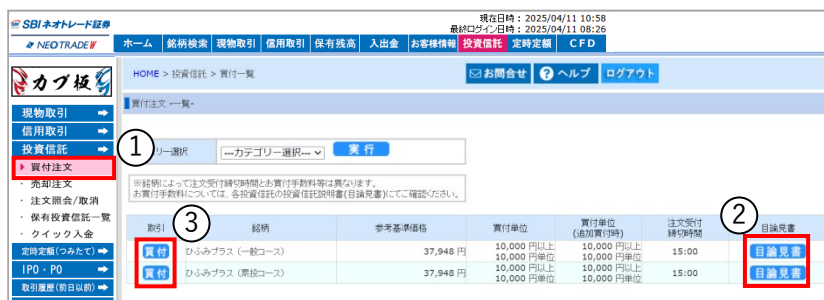 SBI ネオトレード証券
現在日時：2025/04/11 10:58
最終ログイン日時：2025/04/11 08:26
NEOTRADE W
ホーム 銘柄検索 現物取引 信用取引 保有残高 入出金 お客様情報 投資信託 定時定額 CFD
カブ板
HOME > 投資信託 > 買付一覧
お問合せ ? ヘルプ ログアウト
買付注文 -一覧-
現物取引
信用取引
投資信託
買付注文
・ 売却注文
・ 注文照会/取消
・ 保有投資信託一覧
・ クイック入金
定時定額(つみたて)
IPO・PO
取引履歴(前日以前)
①
リー選択 ---カテゴリー選択--- 実 行
※銘柄によって注文受付締切時間とお買付手数料等は異なります。
お買付手数料については、各投資信託の投資信託説明書(目論見書)にてご確認ください。
③
②
取引 銘柄 参考基準価格 買付単位 買付単位(追加買付時) 注文受付締切時間 目論見書
買付 ひふみプラス（一般コース） 37,948 円 10,000 円以上 10,000 円単位 10,000 円以上 10,000 円単位 15:00 目論見書
買付 ひふみプラス（累投コース） 37,948 円 10,000 円以上 10,000 円単位 10,000 円以上 10,000 円単位 15:00 目論見書